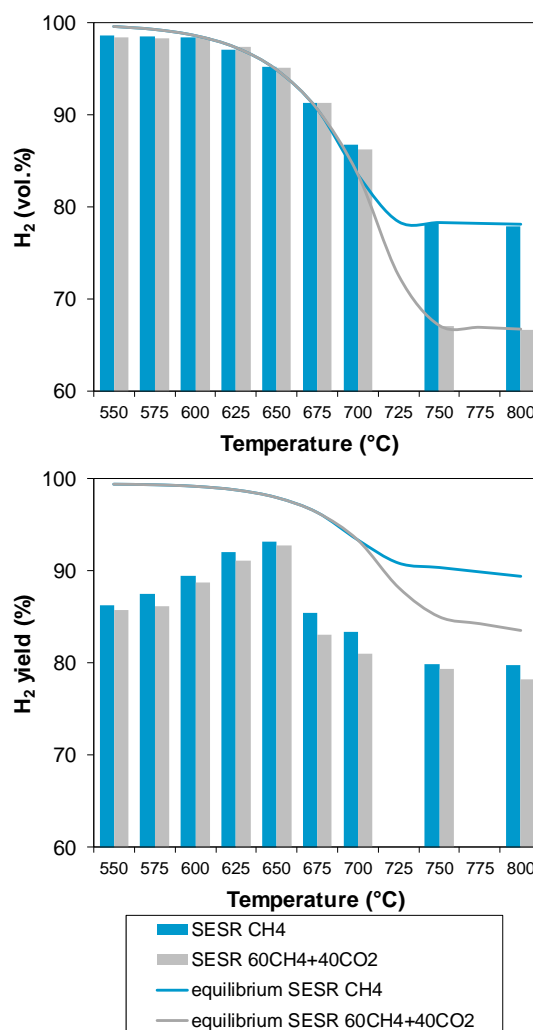 100
90
80
70
60
H₂ (vol.%)
550 575 600 625 650 675 700 725 750 775 800
Temperature (°C)
100
90
80
70
60
H₂ yield (%)
550 575 600 625 650 675 700 725 750 775 800
Temperature (°C)
SESR CH4
SESR 60CH4+40CO2
equilibrium SESR CH4
equilibrium SESR 60CH4+40CO2